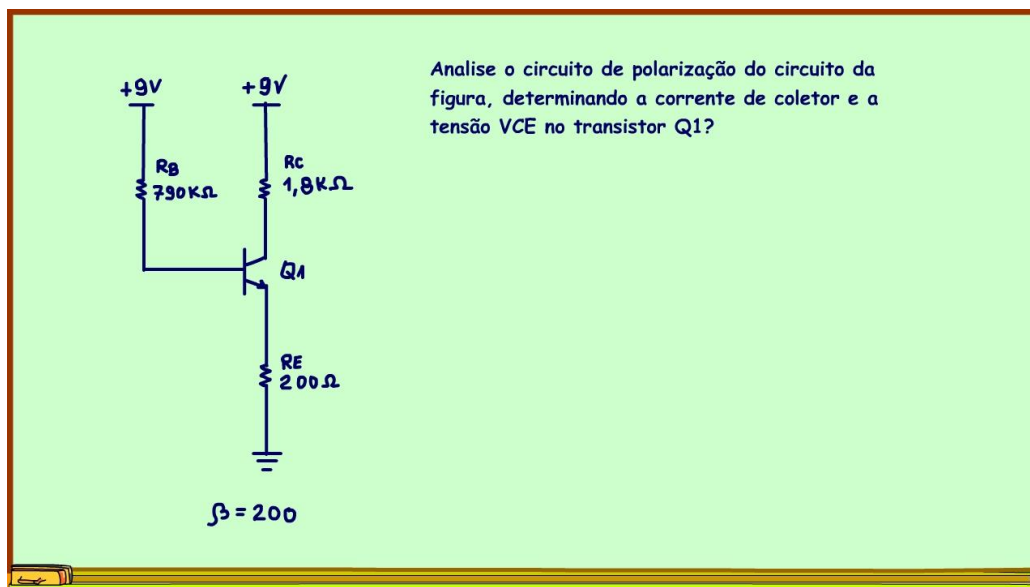 Analise o circuito de polarização do circuito da
figura, determinando a corrente de coletor e a
tensão VCE no transistor Q1?
+9V
+9V
RB
790KΩ
RC
1,8KΩ
Q1
RE
200Ω
β=200